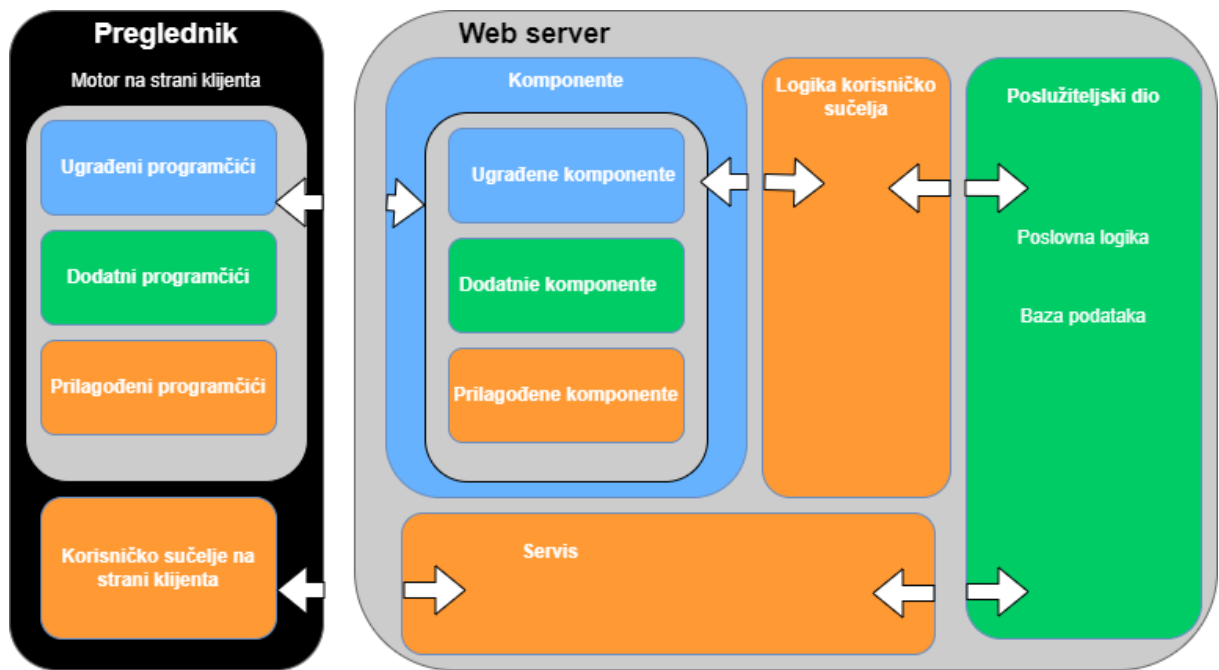 Preglednik
Motor na strani klijenta
Ugrađeni programčići
Dodatni programčići
Prilagođeni programčići
Korisničko sučelje na
strani klijenta
Web server
Komponente
Ugrađene komponente
Dodatnie komponente
Prilagođene komponente
Logika korisničko
sučelja
Poslužiteljski dio
Poslovna logika
Baza podataka
Servis